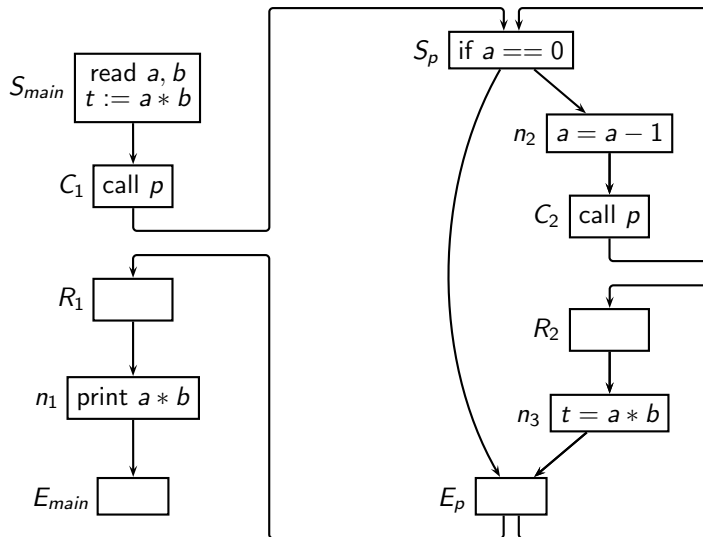 S_main
read a, b
t := a * b
C_1 call p
R_1
n_1 print a * b
E_main
S_p if a == 0
n_2 a = a − 1
C_2 call p
R_2
n_3 t = a * b
E_p